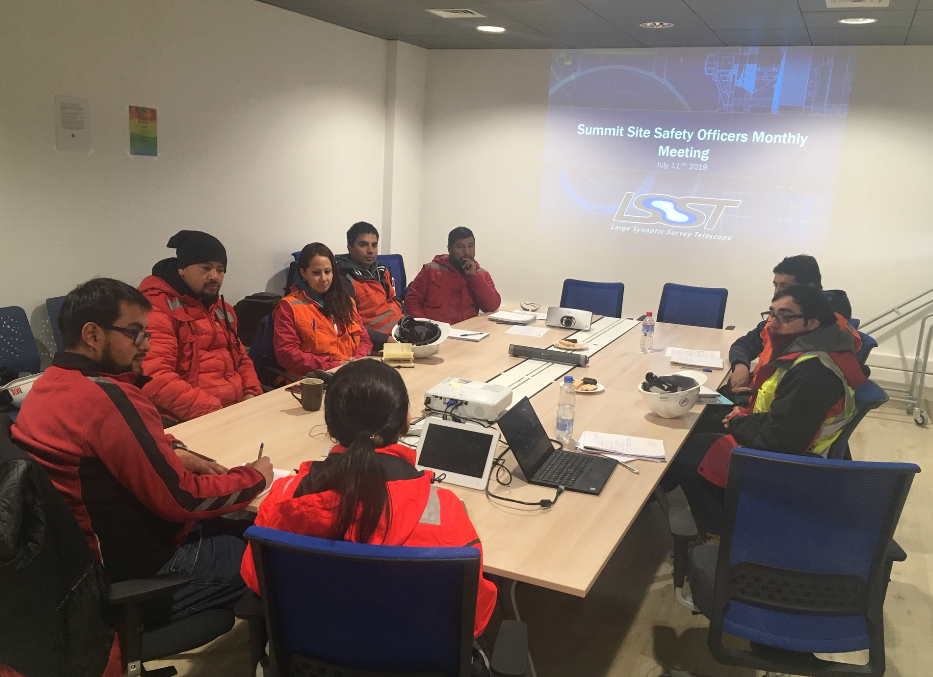 Summit Site Safety Officers Monthly
Meeting
July 11th 2019
LSST
Large Synoptic Survey Telescope